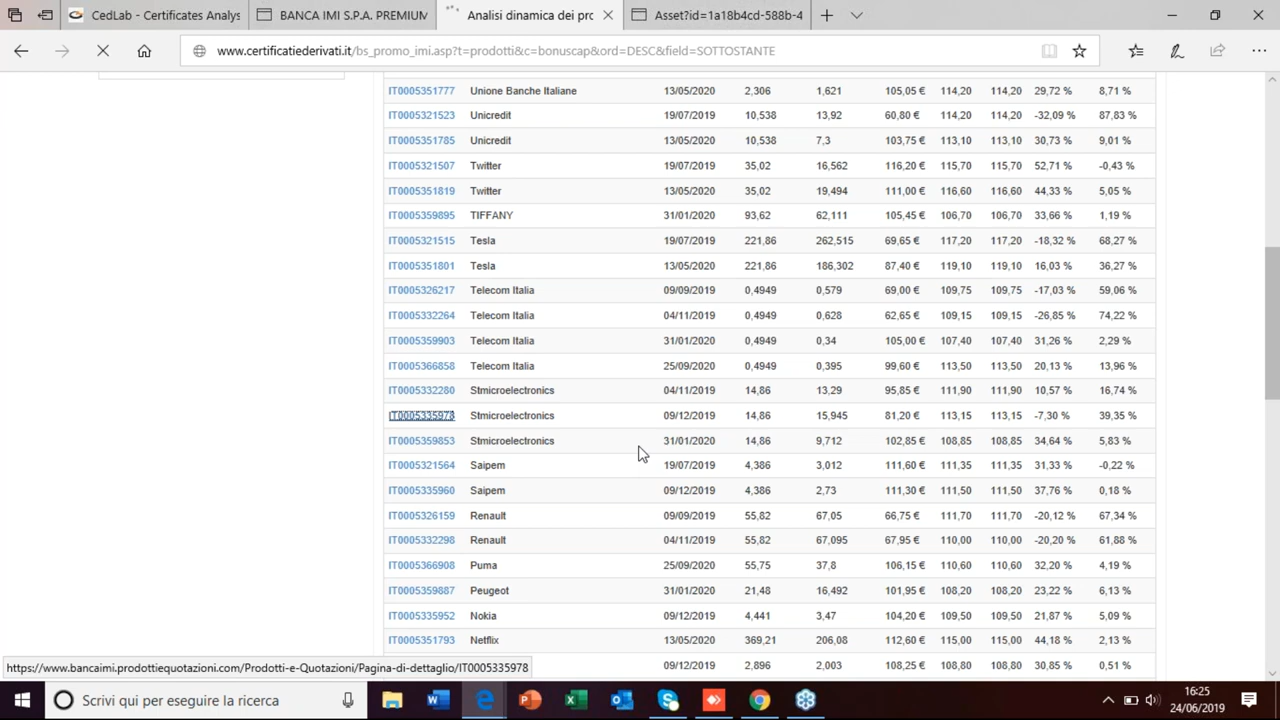 CedLab - Certificates Analys
BANCA IMI S.P.A. PREMIUM
Analisi dinamica dei pro
Asset?id=1a18b4cd-588b-4
www.certificatiederivati.it/bs_promo_imi.asp?t=prodotti&c=bonuscap&ord=DESC&field=SOTTOSTANTE
IT0005351777 Unione Banche Italiane 13/05/2020 2,306 1,621 105,05 € 114,20 114,20 29,72 % 8,71 %
IT0005321523 Unicredit 19/07/2019 10,538 13,92 60,80 € 114,20 114,20 -32,09 % 87,83 %
IT0005351785 Unicredit 13/05/2020 10,538 7,3 103,75 € 113,10 113,10 30,73 % 9,01 %
IT0005321507 Twitter 19/07/2019 35,02 16,562 116,20 € 115,70 115,70 52,71 % -0,43 %
IT0005351819 Twitter 13/05/2020 35,02 19,494 111,00 € 116,60 116,60 44,33 % 5,05 %
IT0005359895 TIFFANY 31/01/2020 93,62 62,111 105,45 € 106,70 106,70 33,66 % 1,19 %
IT0005321515 Tesla 19/07/2019 221,86 262,515 69,65 € 117,20 117,20 -18,32 % 68,27 %
IT0005351801 Tesla 13/05/2020 221,86 186,302 87,40 € 119,10 119,10 16,03 % 36,27 %
IT0005326217 Telecom Italia 09/09/2019 0,4949 0,579 69,00 € 109,75 109,75 -17,03 % 59,06 %
IT0005332264 Telecom Italia 04/11/2019 0,4949 0,628 62,65 € 109,15 109,15 -26,85 % 74,22 %
IT0005359903 Telecom Italia 31/01/2020 0,4949 0,34 105,00 € 107,40 107,40 31,26 % 2,29 %
IT0005366858 Telecom Italia 25/09/2020 0,4949 0,395 99,60 € 113,50 113,50 20,13 % 13,96 %
IT0005332280 Stmicroelectronics 04/11/2019 14,86 13,29 95,85 € 111,90 111,90 10,57 % 16,74 %
IT0005335978 Stmicroelectronics 09/12/2019 14,86 15,945 81,20 € 113,15 113,15 -7,30 % 39,35 %
IT0005359853 Stmicroelectronics 31/01/2020 14,86 9,712 102,85 € 108,85 108,85 34,64 % 5,83 %
IT0005321564 Saipem 19/07/2019 4,386 3,012 111,60 € 111,35 111,35 31,33 % -0,22 %
IT0005335960 Saipem 09/12/2019 4,386 2,73 111,30 € 111,50 111,50 37,76 % 0,18 %
IT0005326159 Renault 09/09/2019 55,82 67,05 66,75 € 111,70 111,70 -20,12 % 67,34 %
IT0005332298 Renault 04/11/2019 55,82 67,095 67,95 € 110,00 110,00 -20,20 % 61,88 %
IT0005366908 Puma 25/09/2020 55,75 37,8 106,15 € 110,60 110,60 32,20 % 4,19 %
IT0005359887 Peugeot 31/01/2020 21,48 16,492 101,95 € 108,20 108,20 23,22 % 6,13 %
IT0005335952 Nokia 09/12/2019 4,441 3,47 104,20 € 109,50 109,50 21,87 % 5,09 %
IT0005351793 Netflix 13/05/2020 369,21 206,08 112,60 € 115,00 115,00 44,18 % 2,13 %
09/12/2019 2,896 2,003 108,25 € 108,80 108,80 30,85 % 0,51 %
https://www.bancaimi.prodottiequotazioni.com/Prodotti-e-Quotazioni/Pagina-di-dettaglio/IT0005335978
Scrivi qui per eseguire la ricerca
16:25
24/06/2019